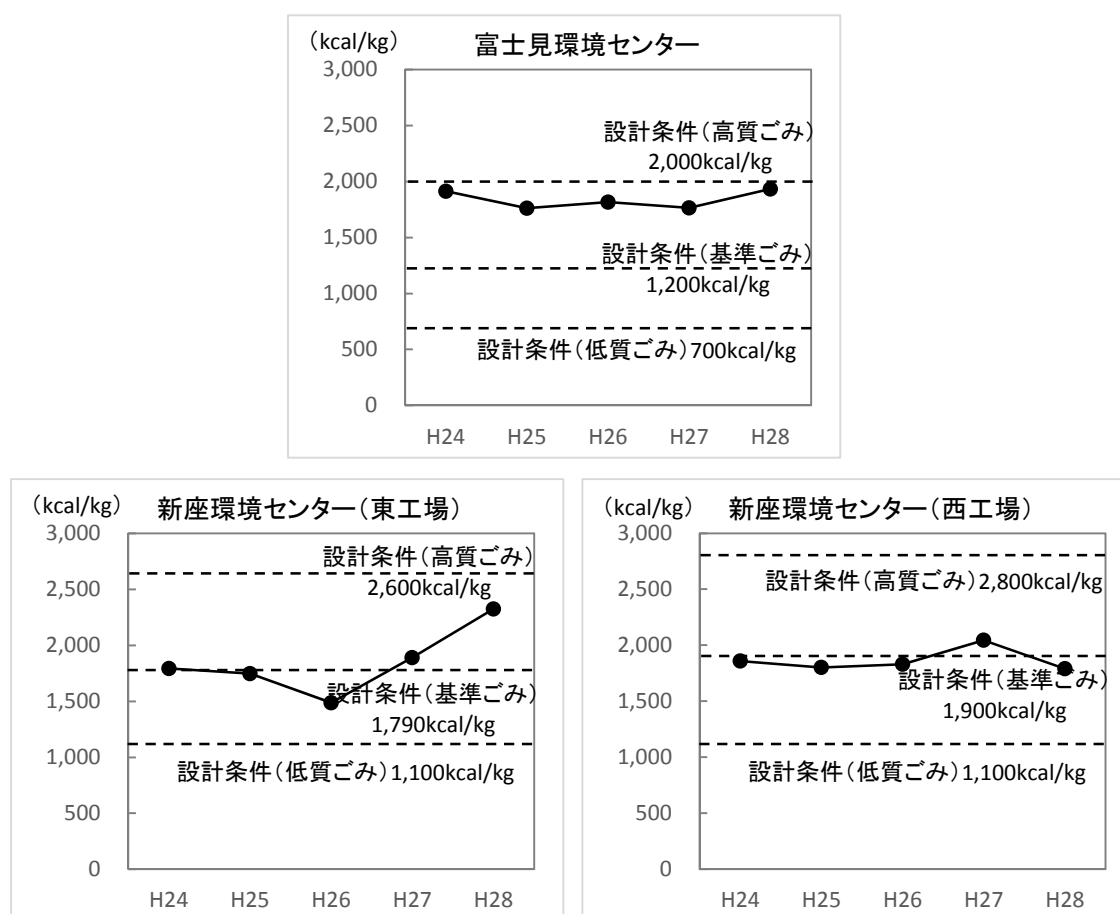 (kcal/kg)
富士見環境センター
3,000
2,500
2,000
1,500
1,000
500
0
設計条件(高質ごみ)
2,000kcal/kg
設計条件(基準ごみ)
1,200kcal/kg
設計条件(低質ごみ)700kcal/kg
H24 H25 H26 H27 H28
(kcal/kg)
新座環境センター(東工場)
3,000
2,500
2,000
1,500
1,000
500
0
設計条件(高質ごみ)
2,600kcal/kg
設計条件(基準ごみ)
1,790kcal/kg
設計条件(低質ごみ)1,100kcal/kg
H24 H25 H26 H27 H28
(kcal/kg)
新座環境センター(西工場)
3,000
2,500
2,000
1,500
1,000
500
0
設計条件(高質ごみ)2,800kcal/kg
設計条件(基準ごみ)
1,900kcal/kg
設計条件(低質ごみ)1,100kcal/kg
H24 H25 H26 H27 H28